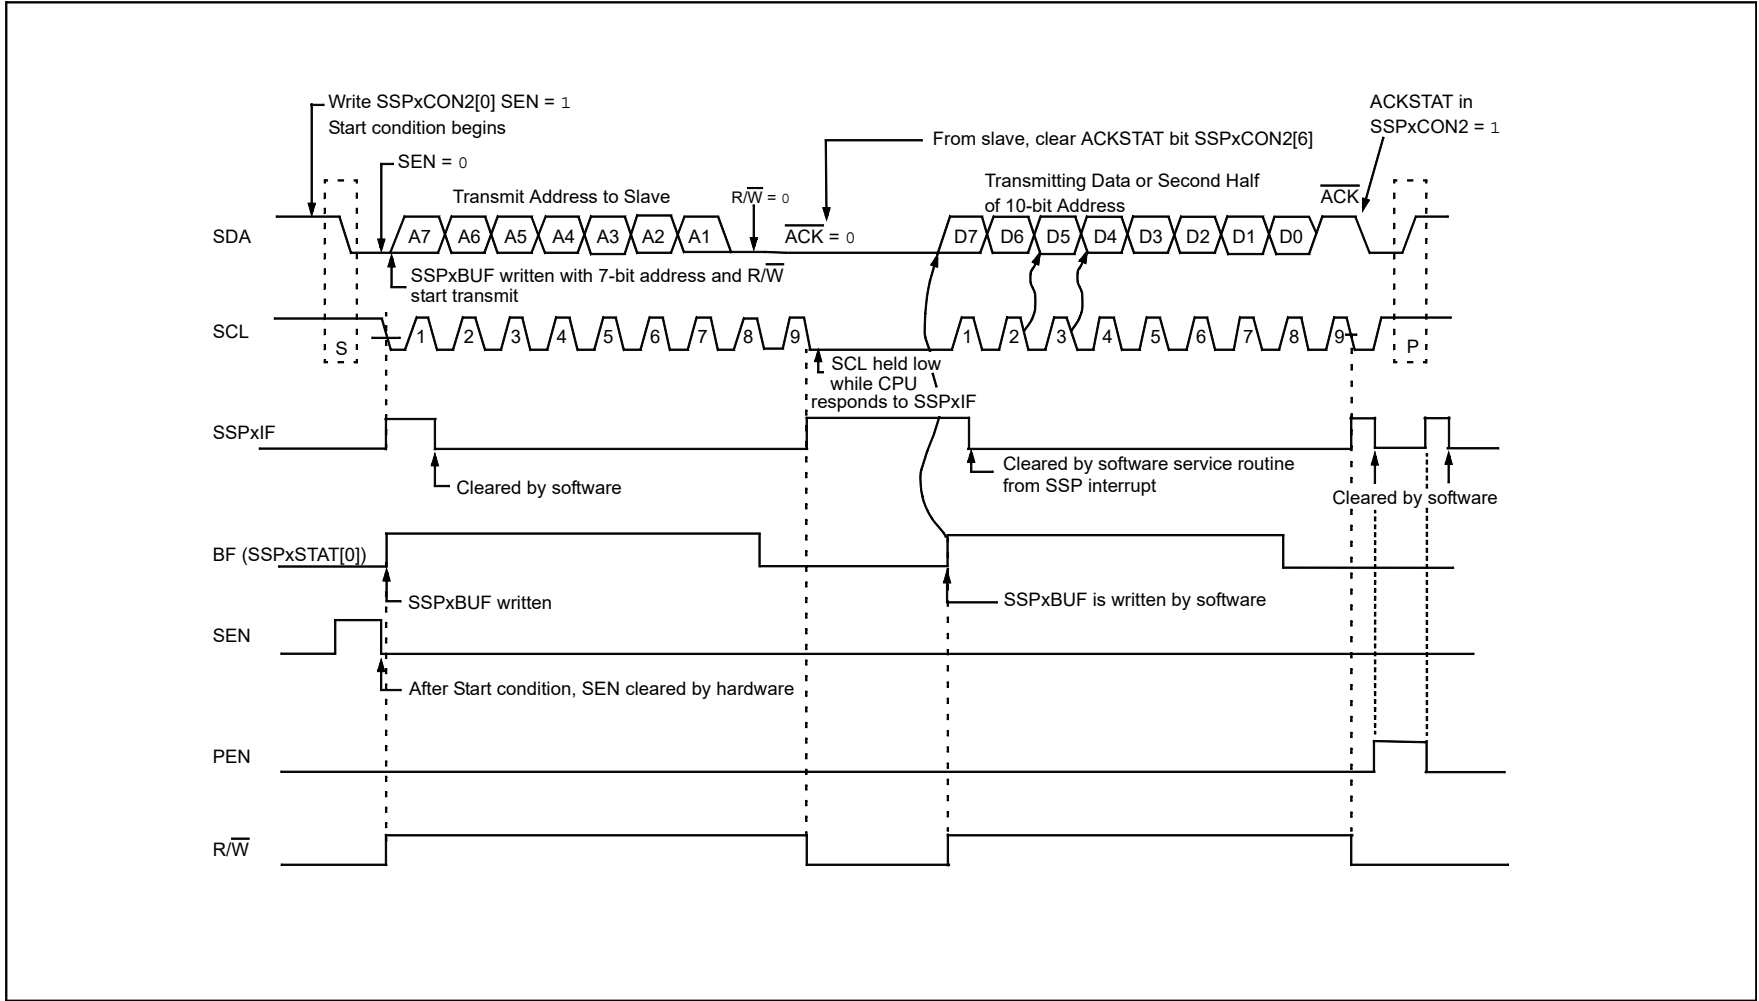 Write SSPxCON2[0] SEN = 1
Start condition begins
SEN = 0
Transmit Address to Slave
R/W = 0
From slave, clear ACKSTAT bit SSPxCON2[6]
Transmitting Data or Second Half
of 10-bit Address
ACKSTAT in
SSPxCON2 = 1
ACK
SDA
A7 A6 A5 A4 A3 A2 A1
ACK = 0
D7 D6 D5 D4 D3 D2 D1 D0
SSPxBUF written with 7-bit address and R/W
start transmit
SCL
S
1 2 3 4 5 6 7 8 9
1 2 3 4 5 6 7 8 9
P
SCL held low
while CPU
responds to SSPxIF
SSPxIF
Cleared by software
Cleared by software service routine
from SSP interrupt
Cleared by software
BF (SSPxSTAT[0])
SSPxBUF written
SSPxBUF is written by software
SEN
After Start condition, SEN cleared by hardware
PEN
R/W